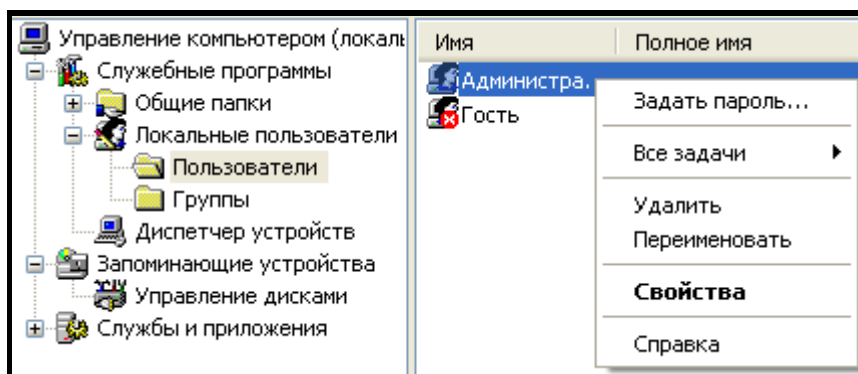 Управление компьютером (локаль
Служебные программы
Общие папки
Локальные пользователи
Пользователи
Группы
Диспетчер устройств
Запоминающие устройства
Управление дисками
Службы и приложения
Имя
Полное имя
Администра.
Гость
Задать пароль...
Все задачи
Удалить
Переименовать
Свойства
Справка